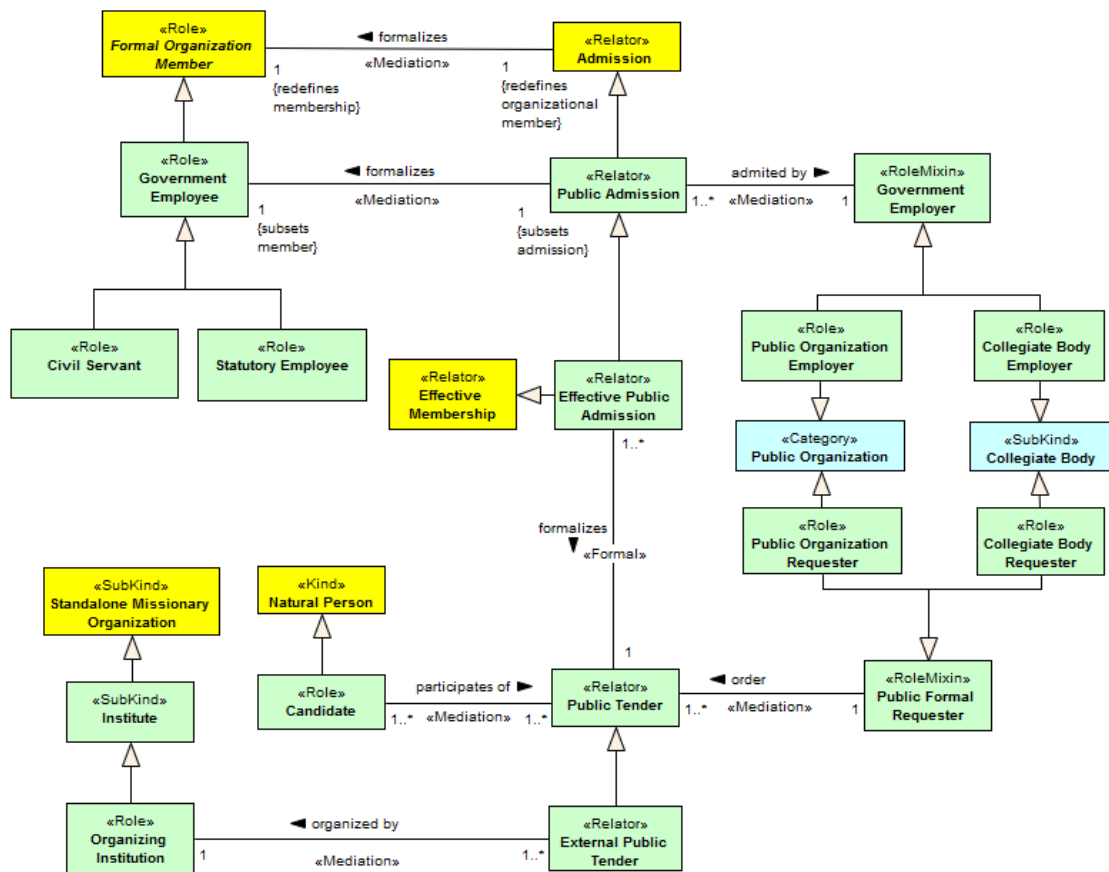 «Role»
Formal Organization
Member
◄ formalizes
«Mediation»
1
{redefines
membership}
1
{redefines
organizational
member}
«Relator»
Admission
«Role»
Government
Employee
◄ formalizes
«Mediation»
1
{subsets
member}
1
{subsets
admission}
«Relator»
Public Admission
admited by ►
1..* «Mediation» 1
«RoleMixin»
Government
Employer
«Role»
Civil Servant
«Role»
Statutory Employee
«Role»
Public Organization
Employer
«Role»
Collegiate Body
Employer
«Relator»
Effective
Membership
«Relator»
Effective Public
Admission
1..*
«Category»
Public Organization
«SubKind»
Collegiate Body
formalizes
▼ «Formal»
1
«Role»
Public Organization
Requester
«Role»
Collegiate Body
Requester
«SubKind»
Standalone Missionary
Organization
«Kind»
Natural Person
«SubKind»
Institute
«Role»
Candidate
participates of ►
1..* «Mediation» 1..*
«Relator»
Public Tender
◄ order
1..* «Mediation» 1
«RoleMixin»
Public Formal
Requester
«Role»
Organizing
Institution
◄ organized by
1 «Mediation» 1..*
«Relator»
External Public
Tender